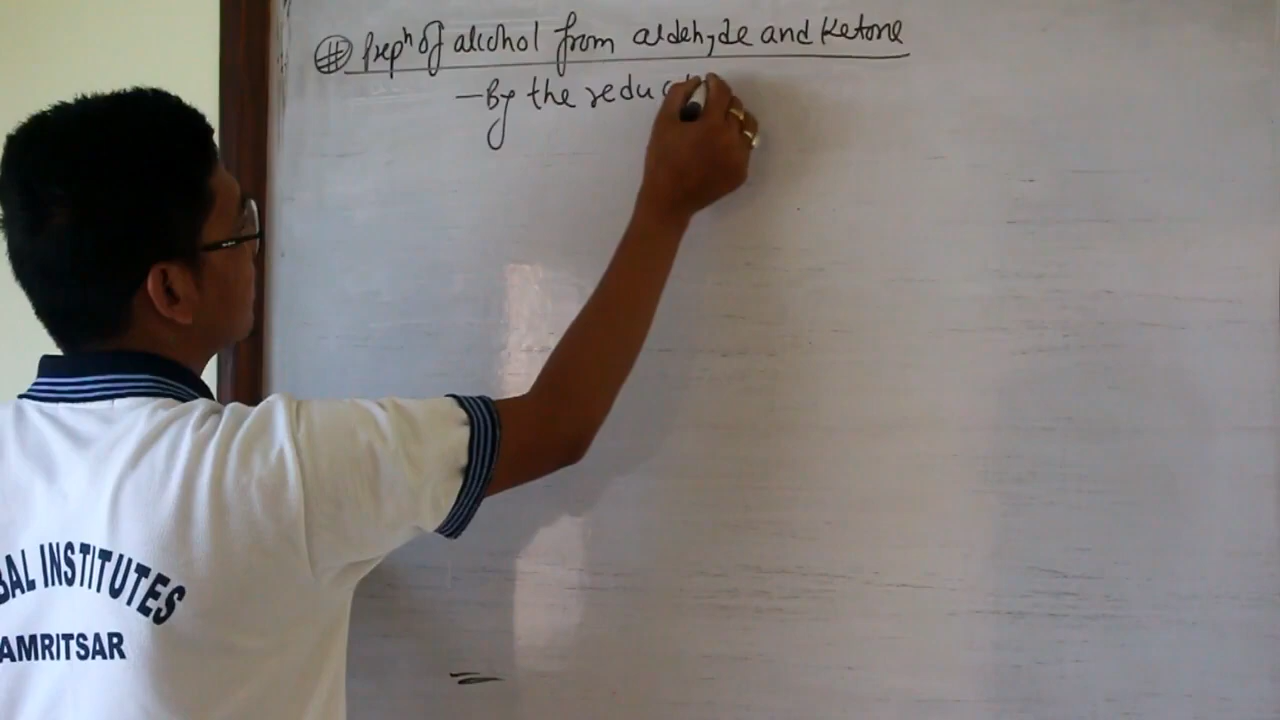 # Prepⁿ of alcohol from aldehyde and Ketone
- By the reduc
BAL INSTITUTES
AMRITSAR